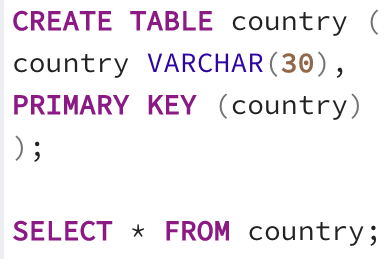 CREATE TABLE country (
country VARCHAR(30),
PRIMARY KEY (country)
);
SELECT * FROM country;